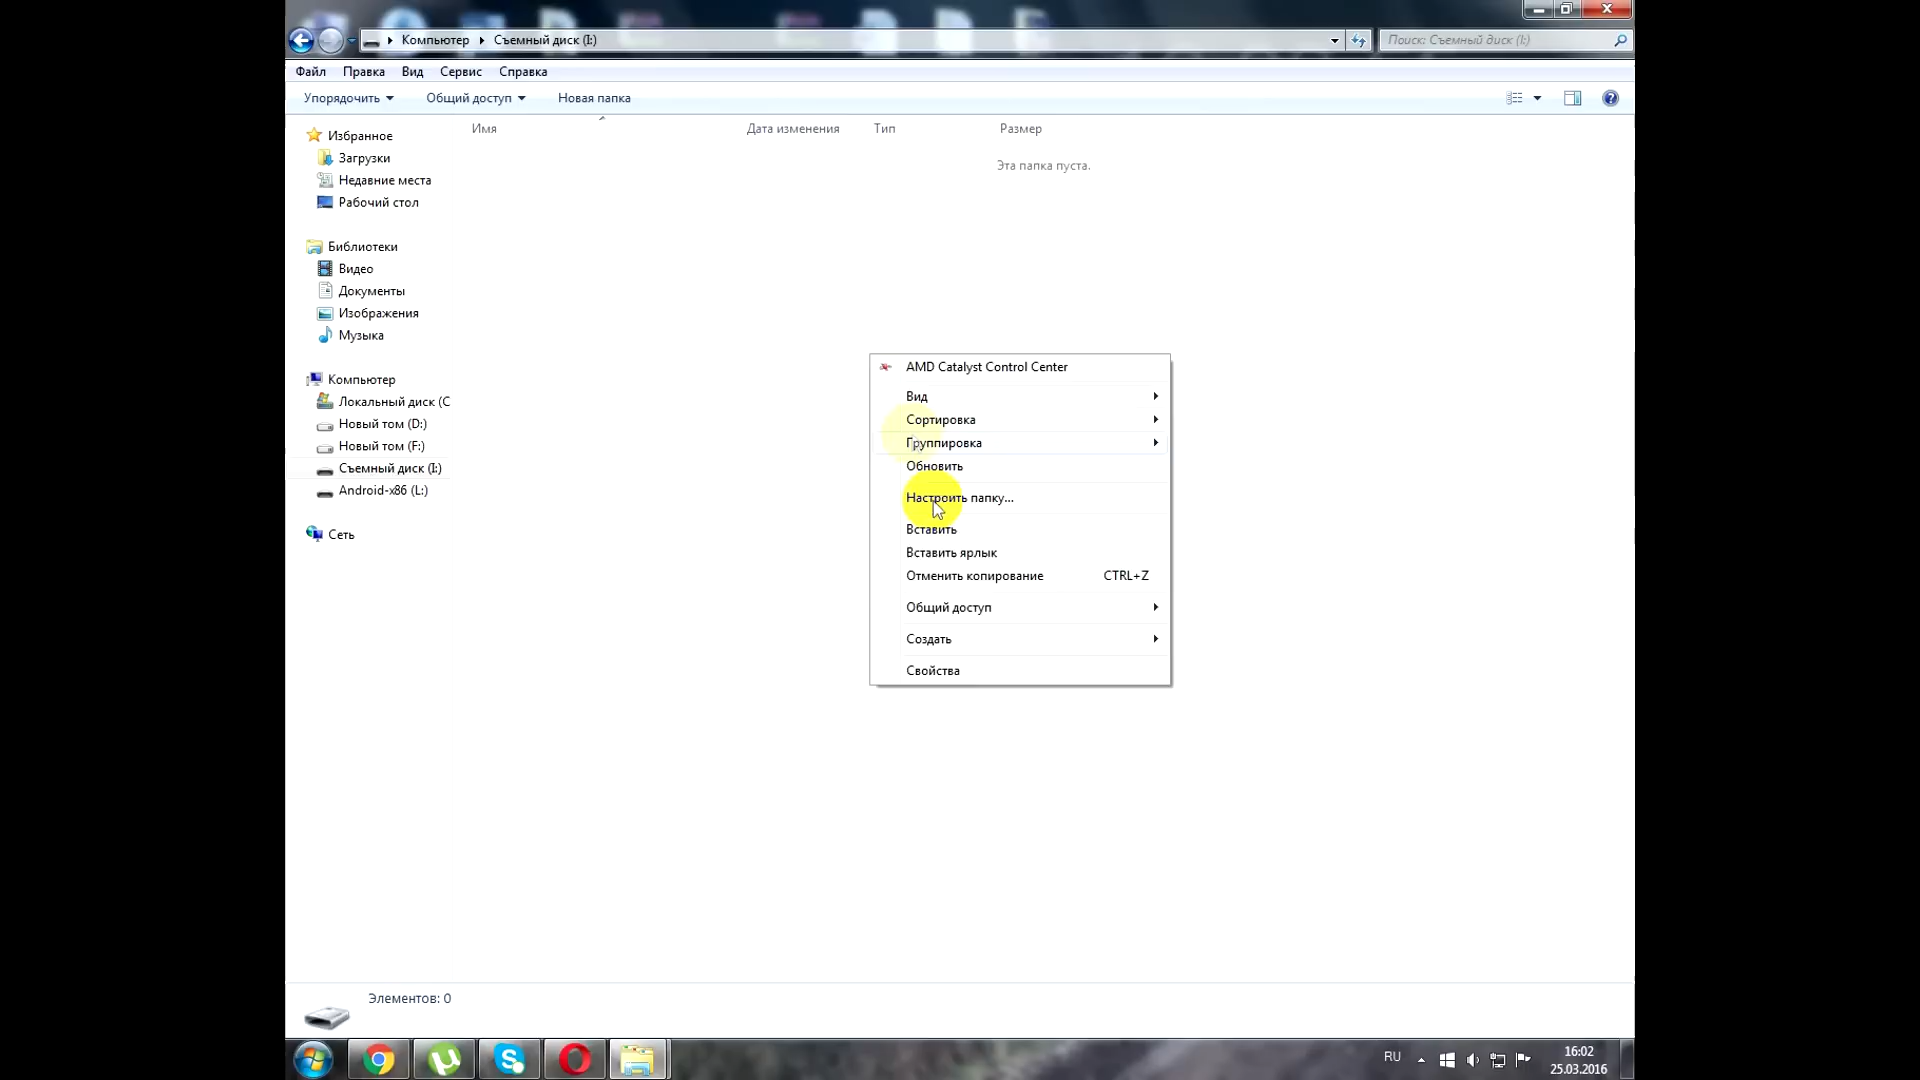 Компьютер
Съемный диск (I:)
Поиск: Съемный диск (I:)
Файл Правка Вид Сервис Справка
Упорядочить Общий доступ Новая папка
Имя Дата изменения Тип Размер
Эта папка пуста.
Избранное
Загрузки
Недавние места
Рабочий стол
Библиотеки
Видео
Документы
Изображения
Музыка
Компьютер
Локальный диск (C
Новый том (D:)
Новый том (F:)
Съемный диск (I:)
Android-x86 (L:)
Сеть
AMD Catalyst Control Center
Вид
Сортировка
Группировка
Обновить
Настроить папку...
Вставить
Вставить ярлык
Отменить копирование CTRL+Z
Общий доступ
Создать
Свойства
Элементов: 0
RU
16:02
25.03.2016